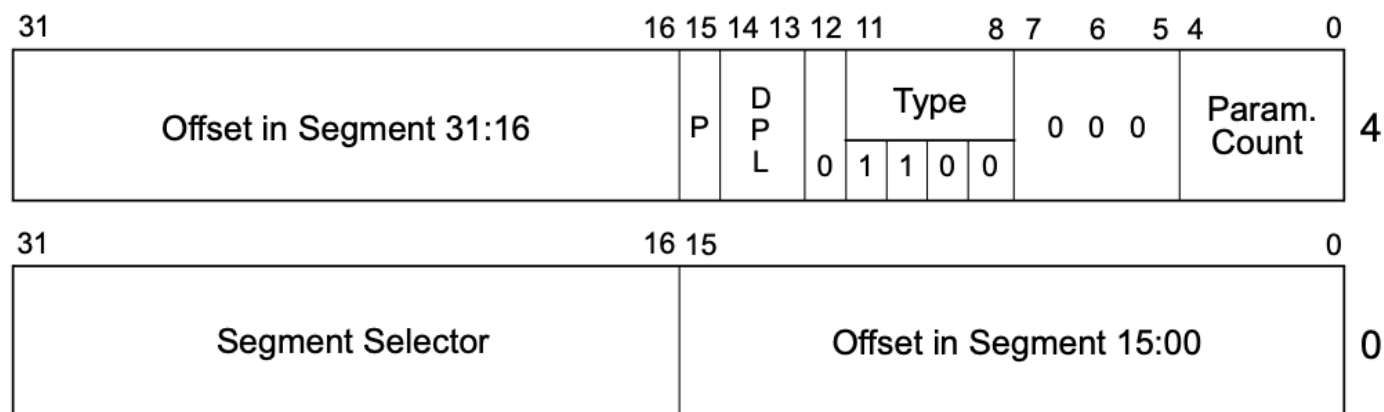 31 16 15 14 13 12 11 8 7 6 5 4 0
Offset in Segment 31:16
P
D
P
L
0
Type
1 1 0 0
0 0 0
Param.
Count
4
31 16 15 0
Segment Selector
Offset in Segment 15:00
0